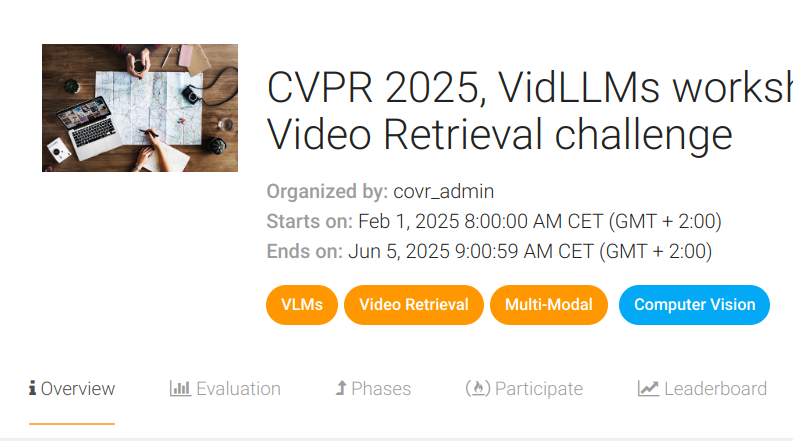 CVPR 2025, VidLLMs
Video Retrieval challenge
Organized by: covr_admin
Starts on: Feb 1, 2025 8:00:00 AM CET (GMT + 2:00)
Ends on: Jun 5, 2025 9:00:59 AM CET (GMT + 2:00)
VLMs Video Retrieval Multi-Modal Computer Vision
Overview Evaluation Phases Participate Leaderboard